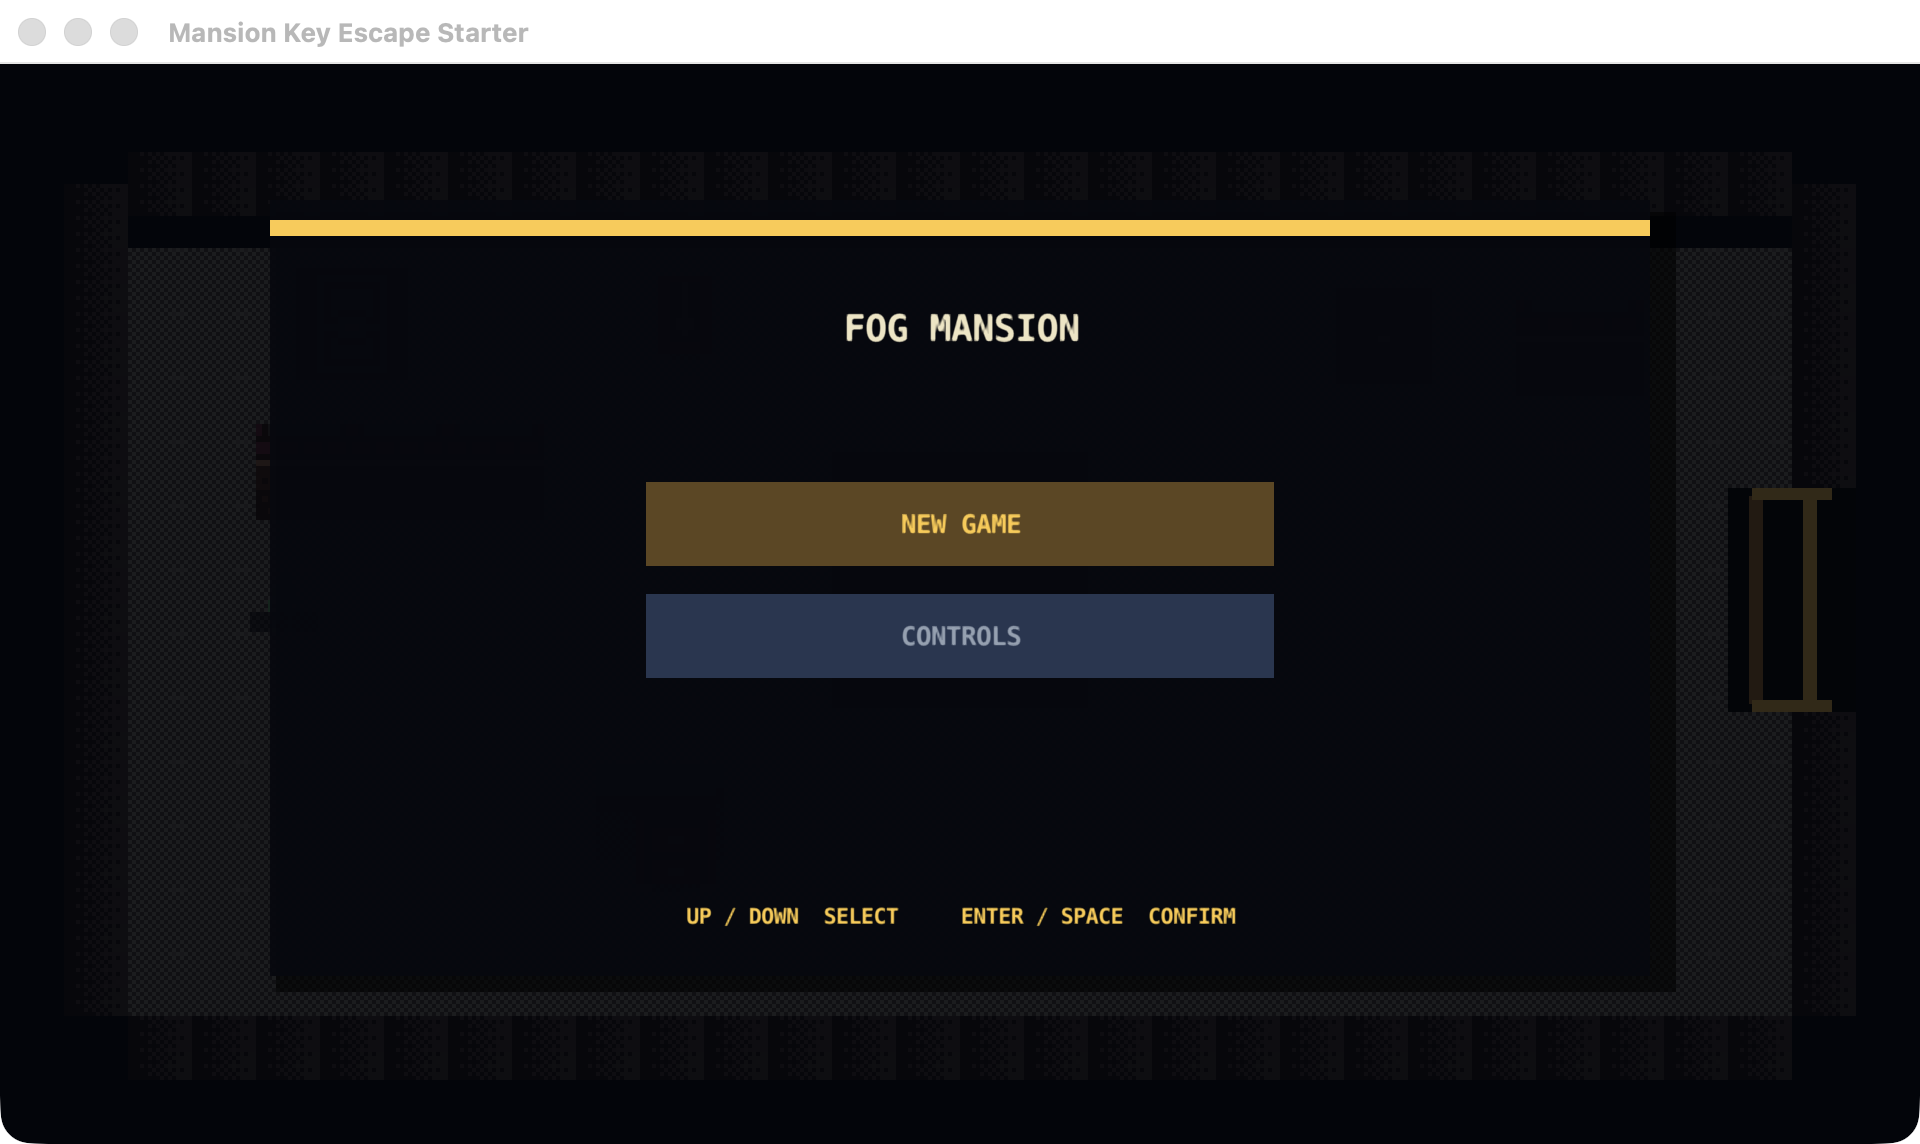 Mansion Key Escape Starter
FOG MANSION
NEW GAME
CONTROLS
UP / DOWN  SELECT     ENTER / SPACE  CONFIRM